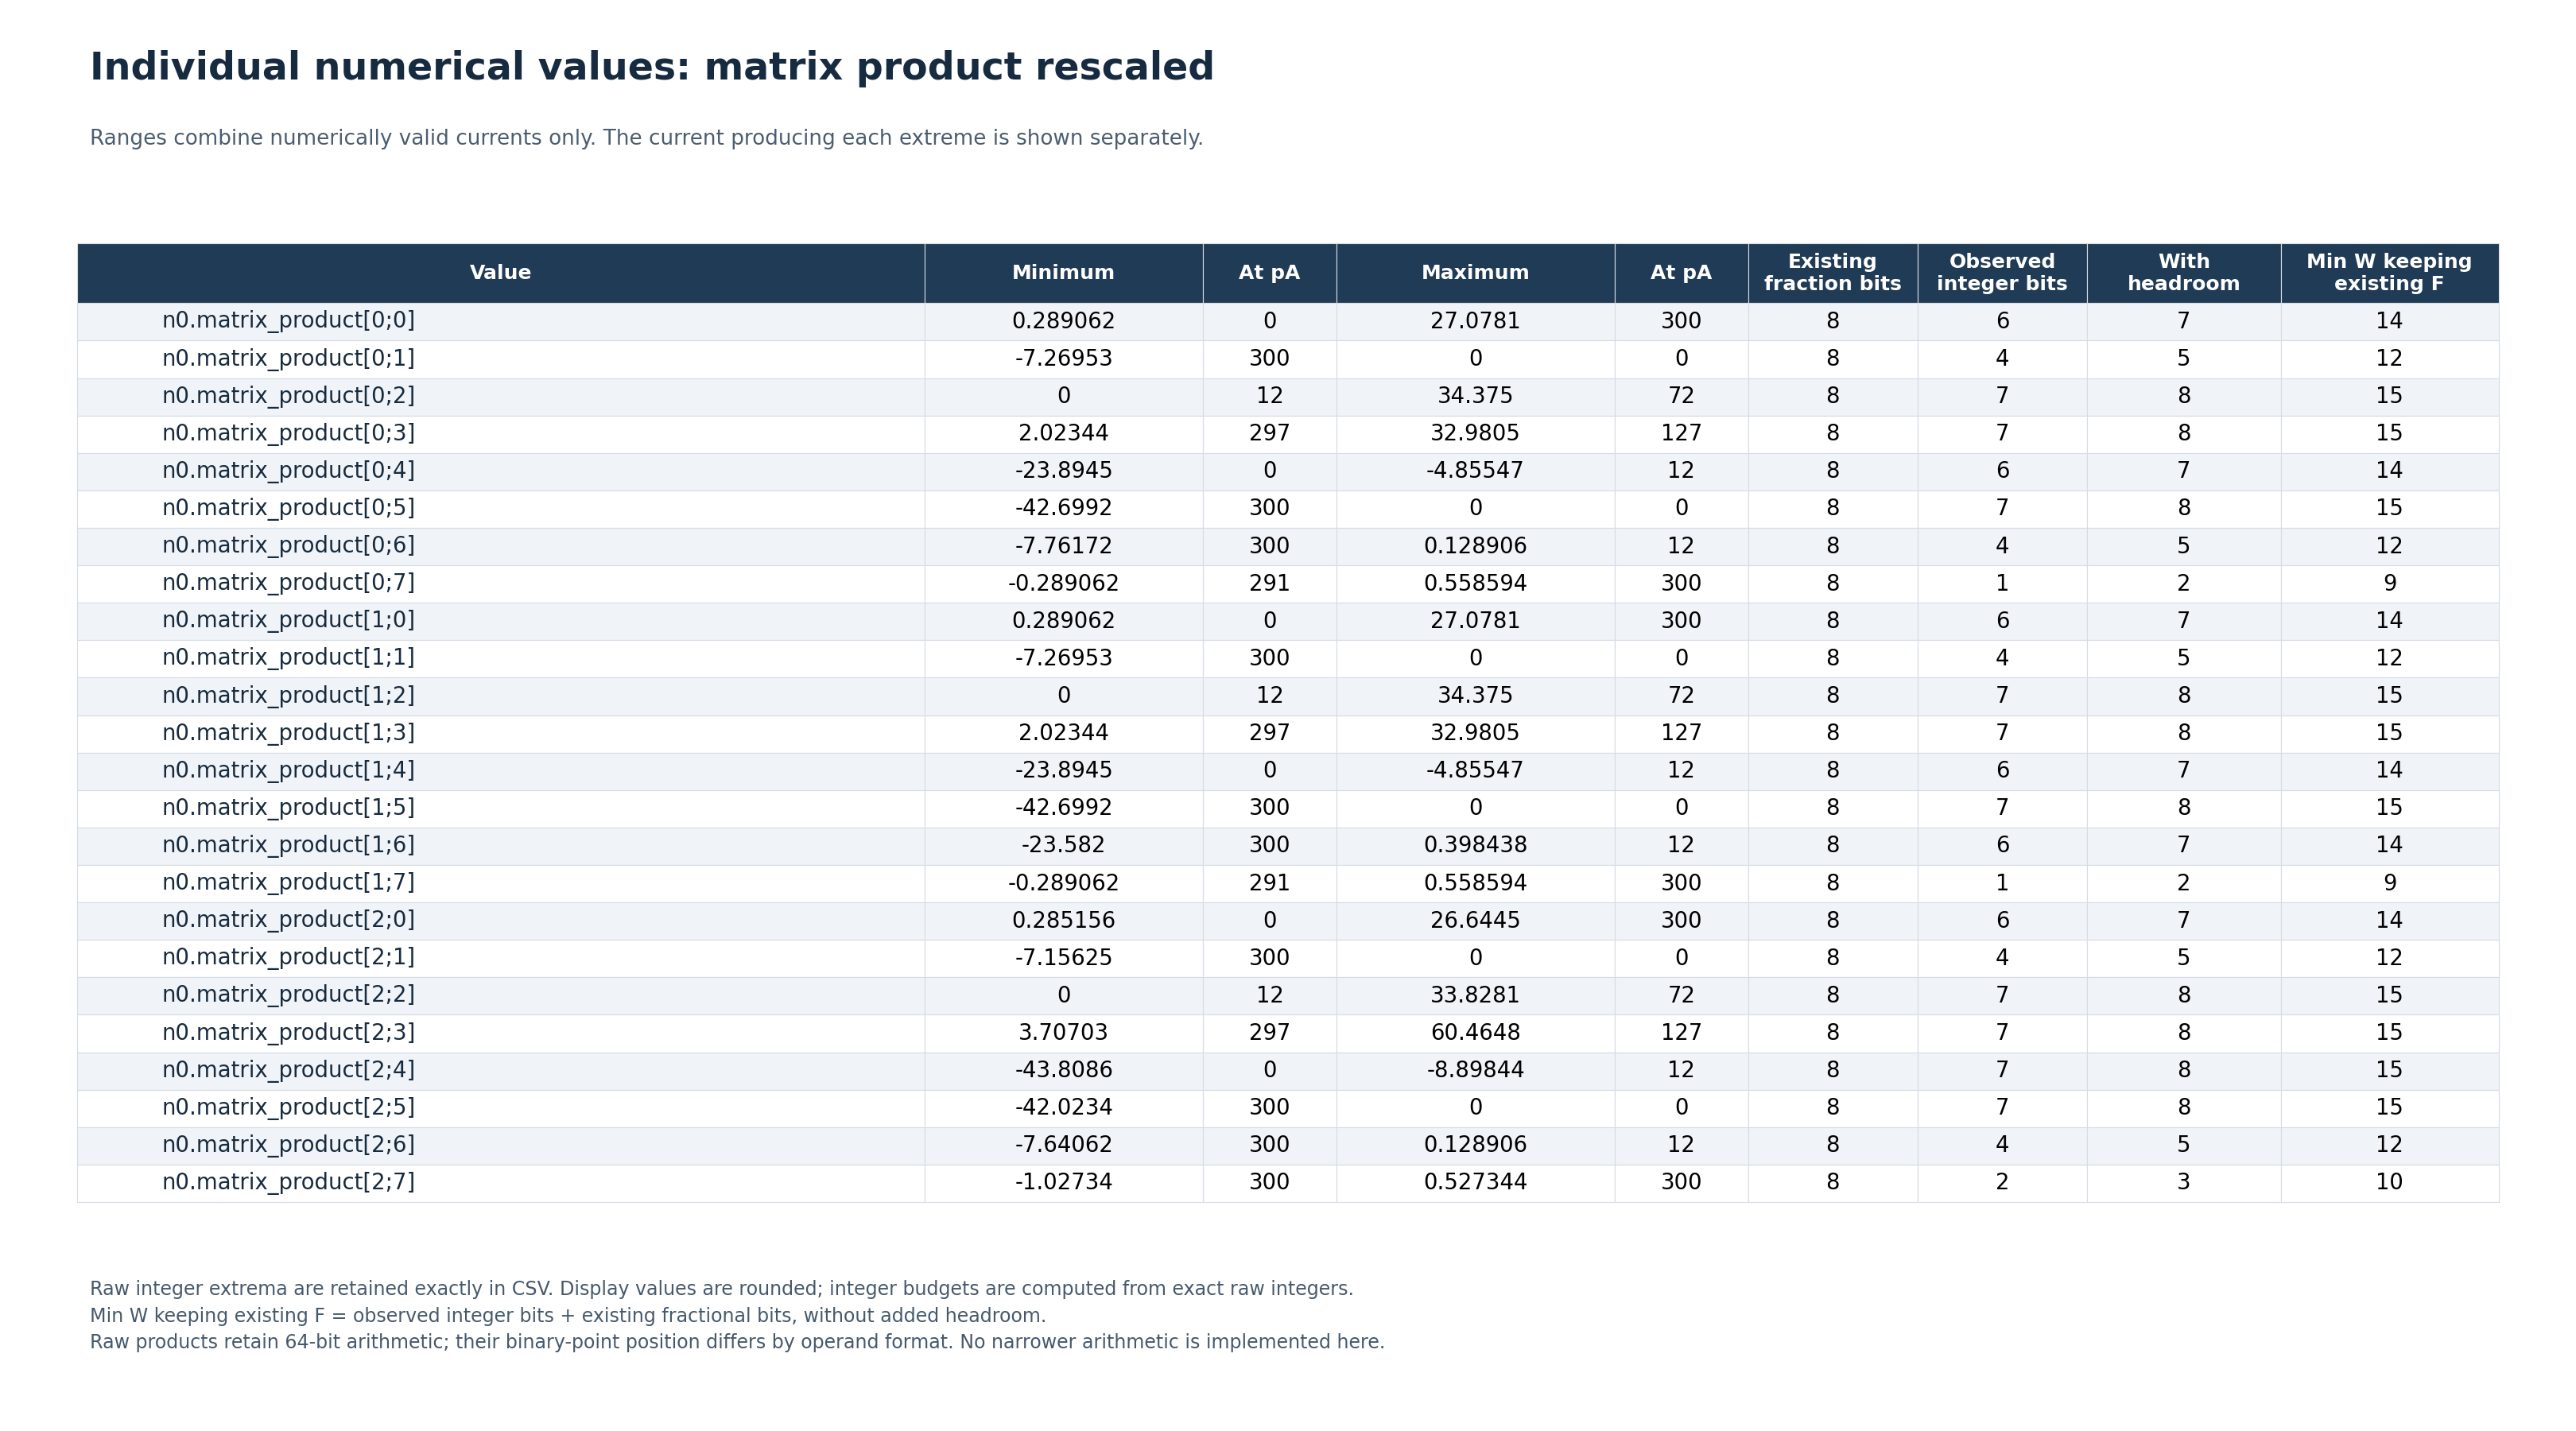 Individual numerical values: matrix product rescaled
Ranges combine numerically valid currents only. The current producing each extreme is shown separately.
Value Minimum At pA Maximum At pA Existing fraction bits Observed integer bits With headroom Min W keeping existing F
n0.matrix_product[0;0] 0.289062 0 27.0781 300 8 6 7 14
n0.matrix_product[0;1] -7.26953 300 0 0 8 4 5 12
n0.matrix_product[0;2] 0 12 34.375 72 8 7 8 15
n0.matrix_product[0;3] 2.02344 297 32.9805 127 8 7 8 15
n0.matrix_product[0;4] -23.8945 0 -4.85547 12 8 6 7 14
n0.matrix_product[0;5] -42.6992 300 0 0 8 7 8 15
n0.matrix_product[0;6] -7.76172 300 0.128906 12 8 4 5 12
n0.matrix_product[0;7] -0.289062 291 0.558594 300 8 1 2 9
n0.matrix_product[1;0] 0.289062 0 27.0781 300 8 6 7 14
n0.matrix_product[1;1] -7.26953 300 0 0 8 4 5 12
n0.matrix_product[1;2] 0 12 34.375 72 8 7 8 15
n0.matrix_product[1;3] 2.02344 297 32.9805 127 8 7 8 15
n0.matrix_product[1;4] -23.8945 0 -4.85547 12 8 6 7 14
n0.matrix_product[1;5] -42.6992 300 0 0 8 7 8 15
n0.matrix_product[1;6] -23.582 300 0.398438 12 8 6 7 14
n0.matrix_product[1;7] -0.289062 291 0.558594 300 8 1 2 9
n0.matrix_product[2;0] 0.285156 0 26.6445 300 8 6 7 14
n0.matrix_product[2;1] -7.15625 300 0 0 8 4 5 12
n0.matrix_product[2;2] 0 12 33.8281 72 8 7 8 15
n0.matrix_product[2;3] 3.70703 297 60.4648 127 8 7 8 15
n0.matrix_product[2;4] -43.8086 0 -8.89844 12 8 7 8 15
n0.matrix_product[2;5] -42.0234 300 0 0 8 7 8 15
n0.matrix_product[2;6] -7.64062 300 0.128906 12 8 4 5 12
n0.matrix_product[2;7] -1.02734 300 0.527344 300 8 2 3 10
Raw integer extrema are retained exactly in CSV. Display values are rounded; integer budgets are computed from exact raw integers.
Min W keeping existing F = observed integer bits + existing fractional bits, without added headroom.
Raw products retain 64-bit arithmetic; their binary-point position differs by operand format. No narrower arithmetic is implemented here.